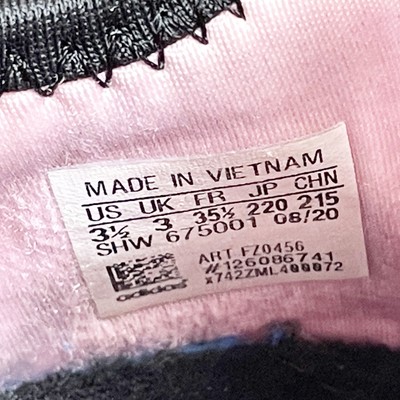 MADE IN VIETNAM
US UK FR JP CHN
3½ 3 35½ 220 215
SHW 675001 08/20
ART FZ0456
#126086741
x742ZML400072
adidas